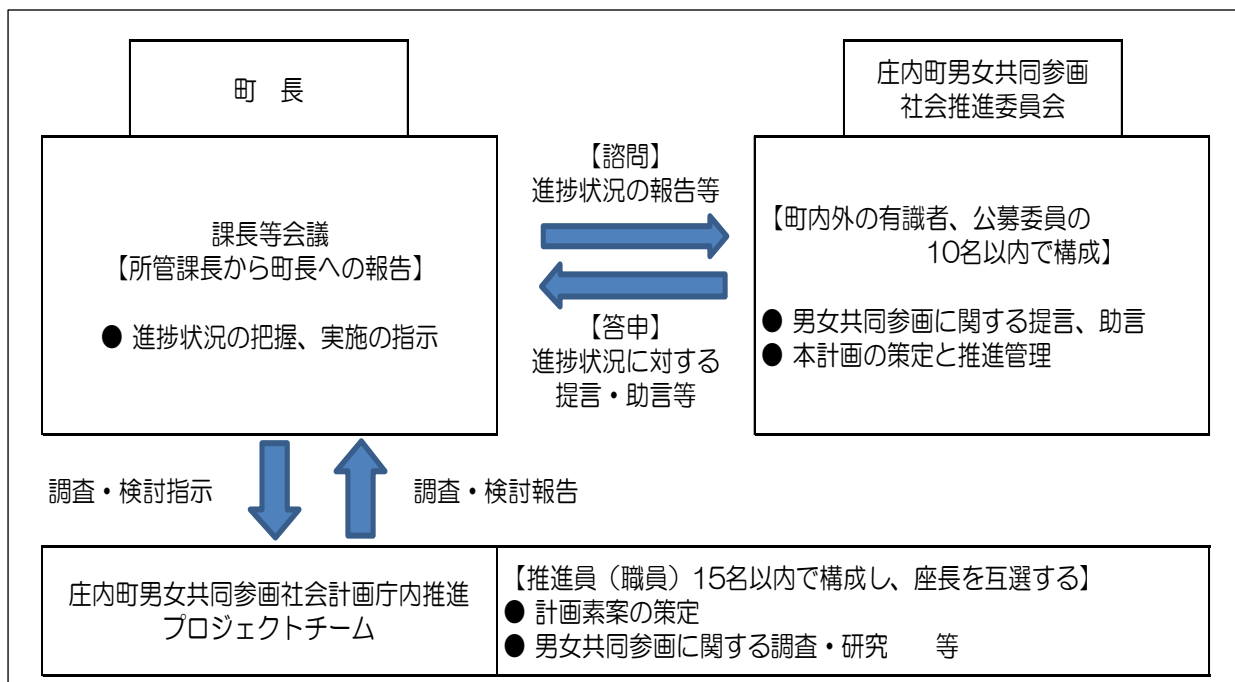 町　長
課長等会議
【所管課長から町長への報告】
● 進捗状況の把握、実施の指示
【諮問】
進捗状況の報告等
【答申】
進捗状況に対する
提言・助言等
庄内町男女共同参画
社会推進委員会
【町内外の有識者、公募委員の
10名以内で構成】
● 男女共同参画に関する提言、助言
● 本計画の策定と推進管理
調査・検討指示
調査・検討報告
庄内町男女共同参画社会計画庁内推進
プロジェクトチーム
【推進員（職員）15名以内で構成し、座長を互選する】
● 計画素案の策定
● 男女共同参画に関する調査・研究　　等